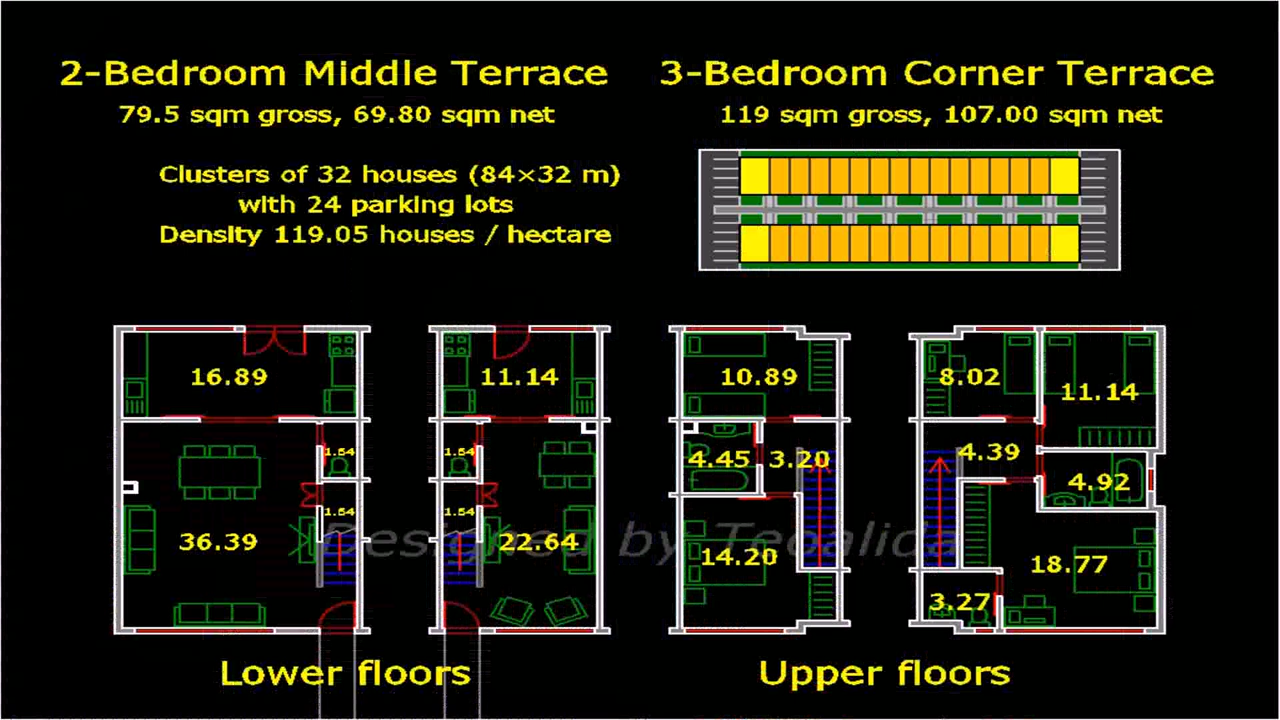 2-Bedroom Middle Terrace
79.5 sqm gross, 69.80 sqm net
3-Bedroom Corner Terrace
119 sqm gross, 107.00 sqm net
Clusters of 32 houses (84×32 m)
with 24 parking lots
Density 119.05 houses / hectare
16.89
11.14
10.89
8.02
11.14
1.54
1.54
4.45
3.20
4.39
4.92
1.54
1.54
36.39
22.64
14.20
18.77
3.27
Designed by Teoalida
Lower floors
Upper floors